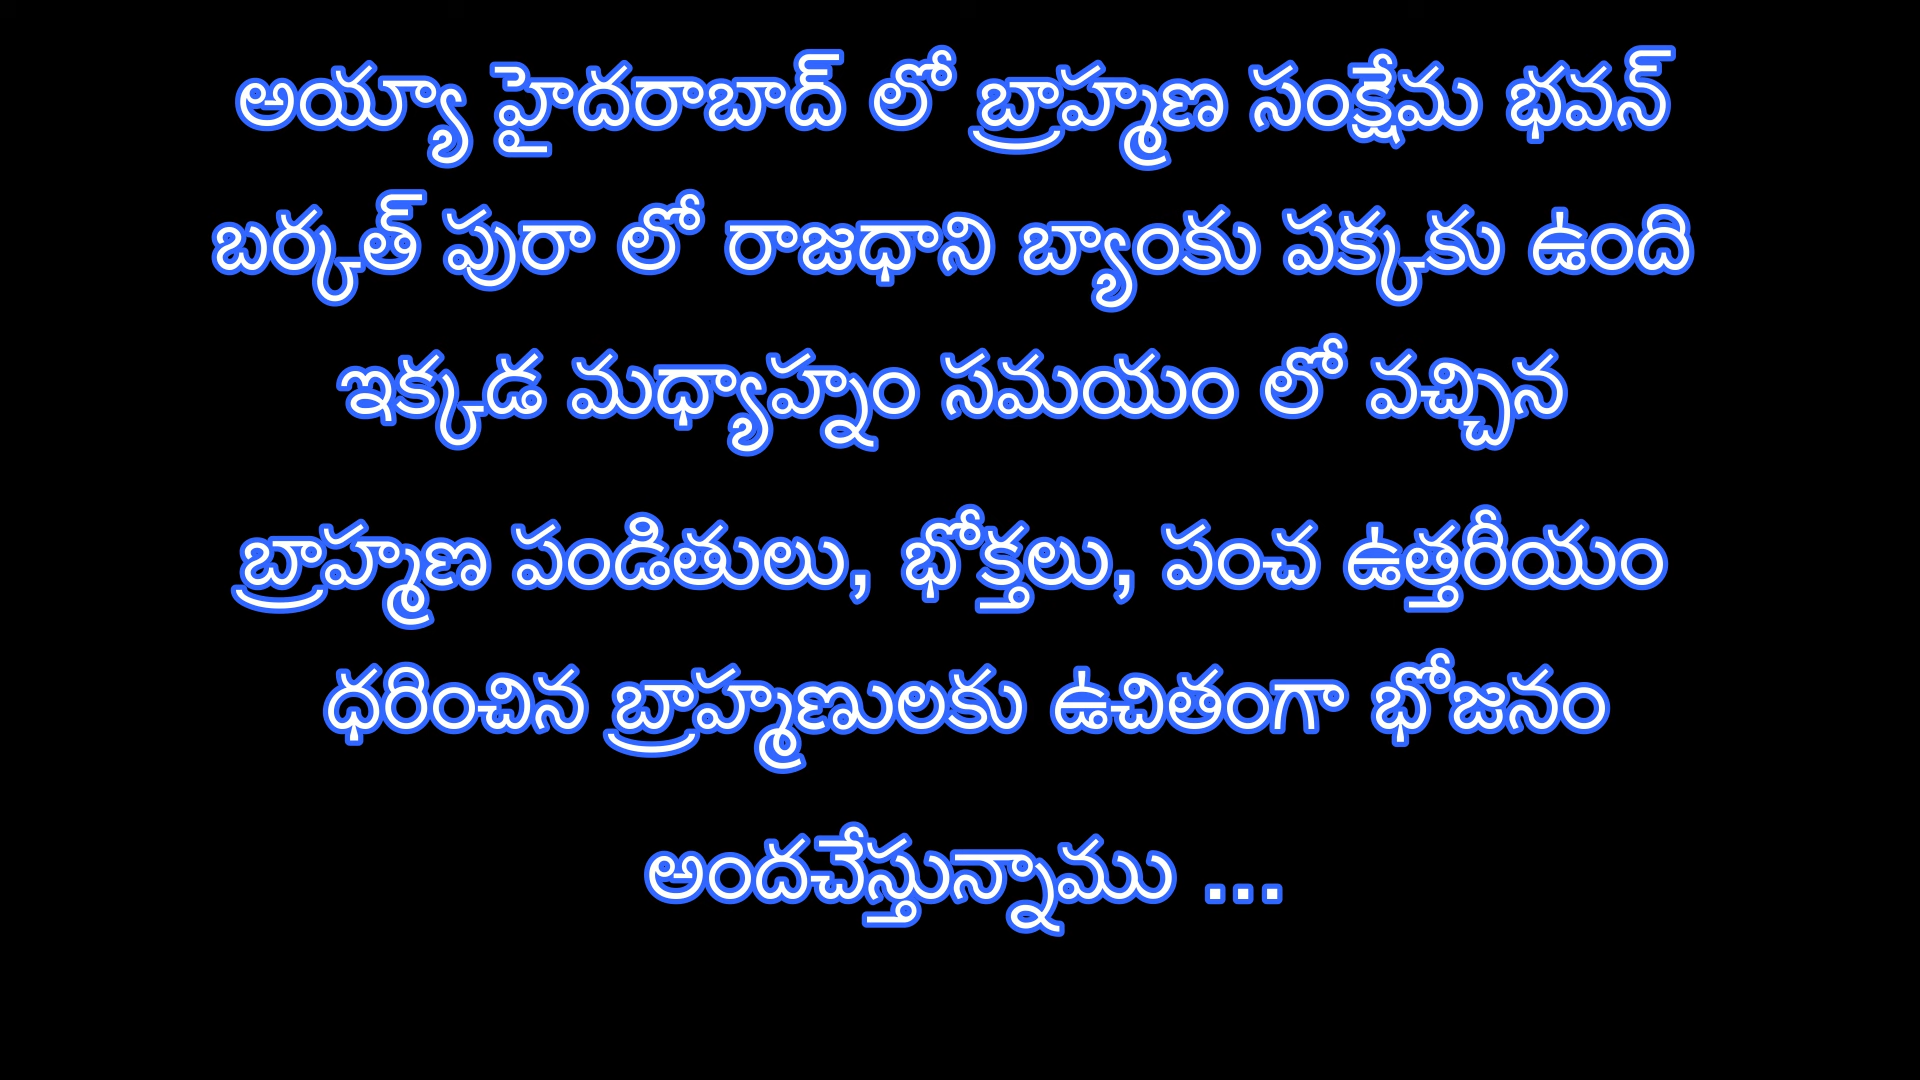 అయ్యా హైదరాబాద్ లో బ్రాహ్మణ సంక్షేమ భవన్
బర్కత్ పురా లో రాజధాని బ్యాంకు పక్కకు ఉంది
ఇక్కడ మధ్యాహ్నం సమయం లో వచ్చిన
బ్రాహ్మణ పండితులు, భోక్తలు, పంచ ఉత్తరీయం
ధరించిన బ్రాహ్మణులకు ఉచితంగా భోజనం
అందచేస్తున్నాము ...